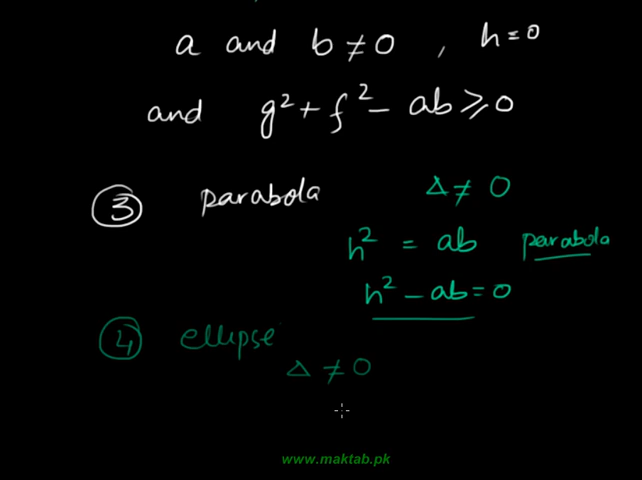 a and b ≠ 0 , h = 0
and g² + f² - ab ⩾ 0
③ parabola Δ ≠ 0
h² = ab parabola
h² - ab = 0
④ ellipse
Δ ≠ 0
www.maktab.pk